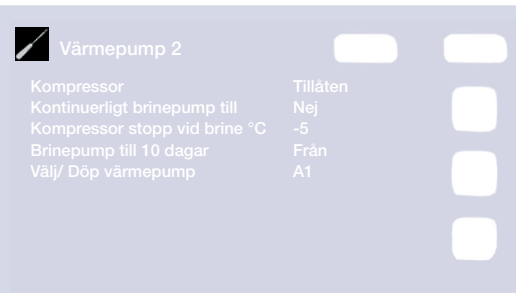 Värmepump 2
Kompressor Tillåten
Kontinuerligt brinepump till Nej
Kompressor stopp vid brine °C -5
Brinepump till 10 dagar Från
Välj/ Döp värmepump A1